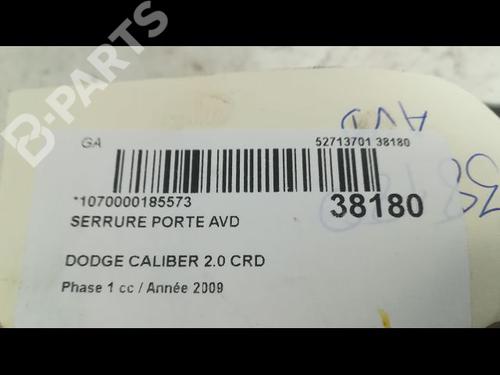 B-PARTS
AVD
GA
52713701 38180
*1070000185573
38180
SERRURE PORTE AVD
DODGE CALIBER 2.0 CRD
Phase 1 cc / Année 2009